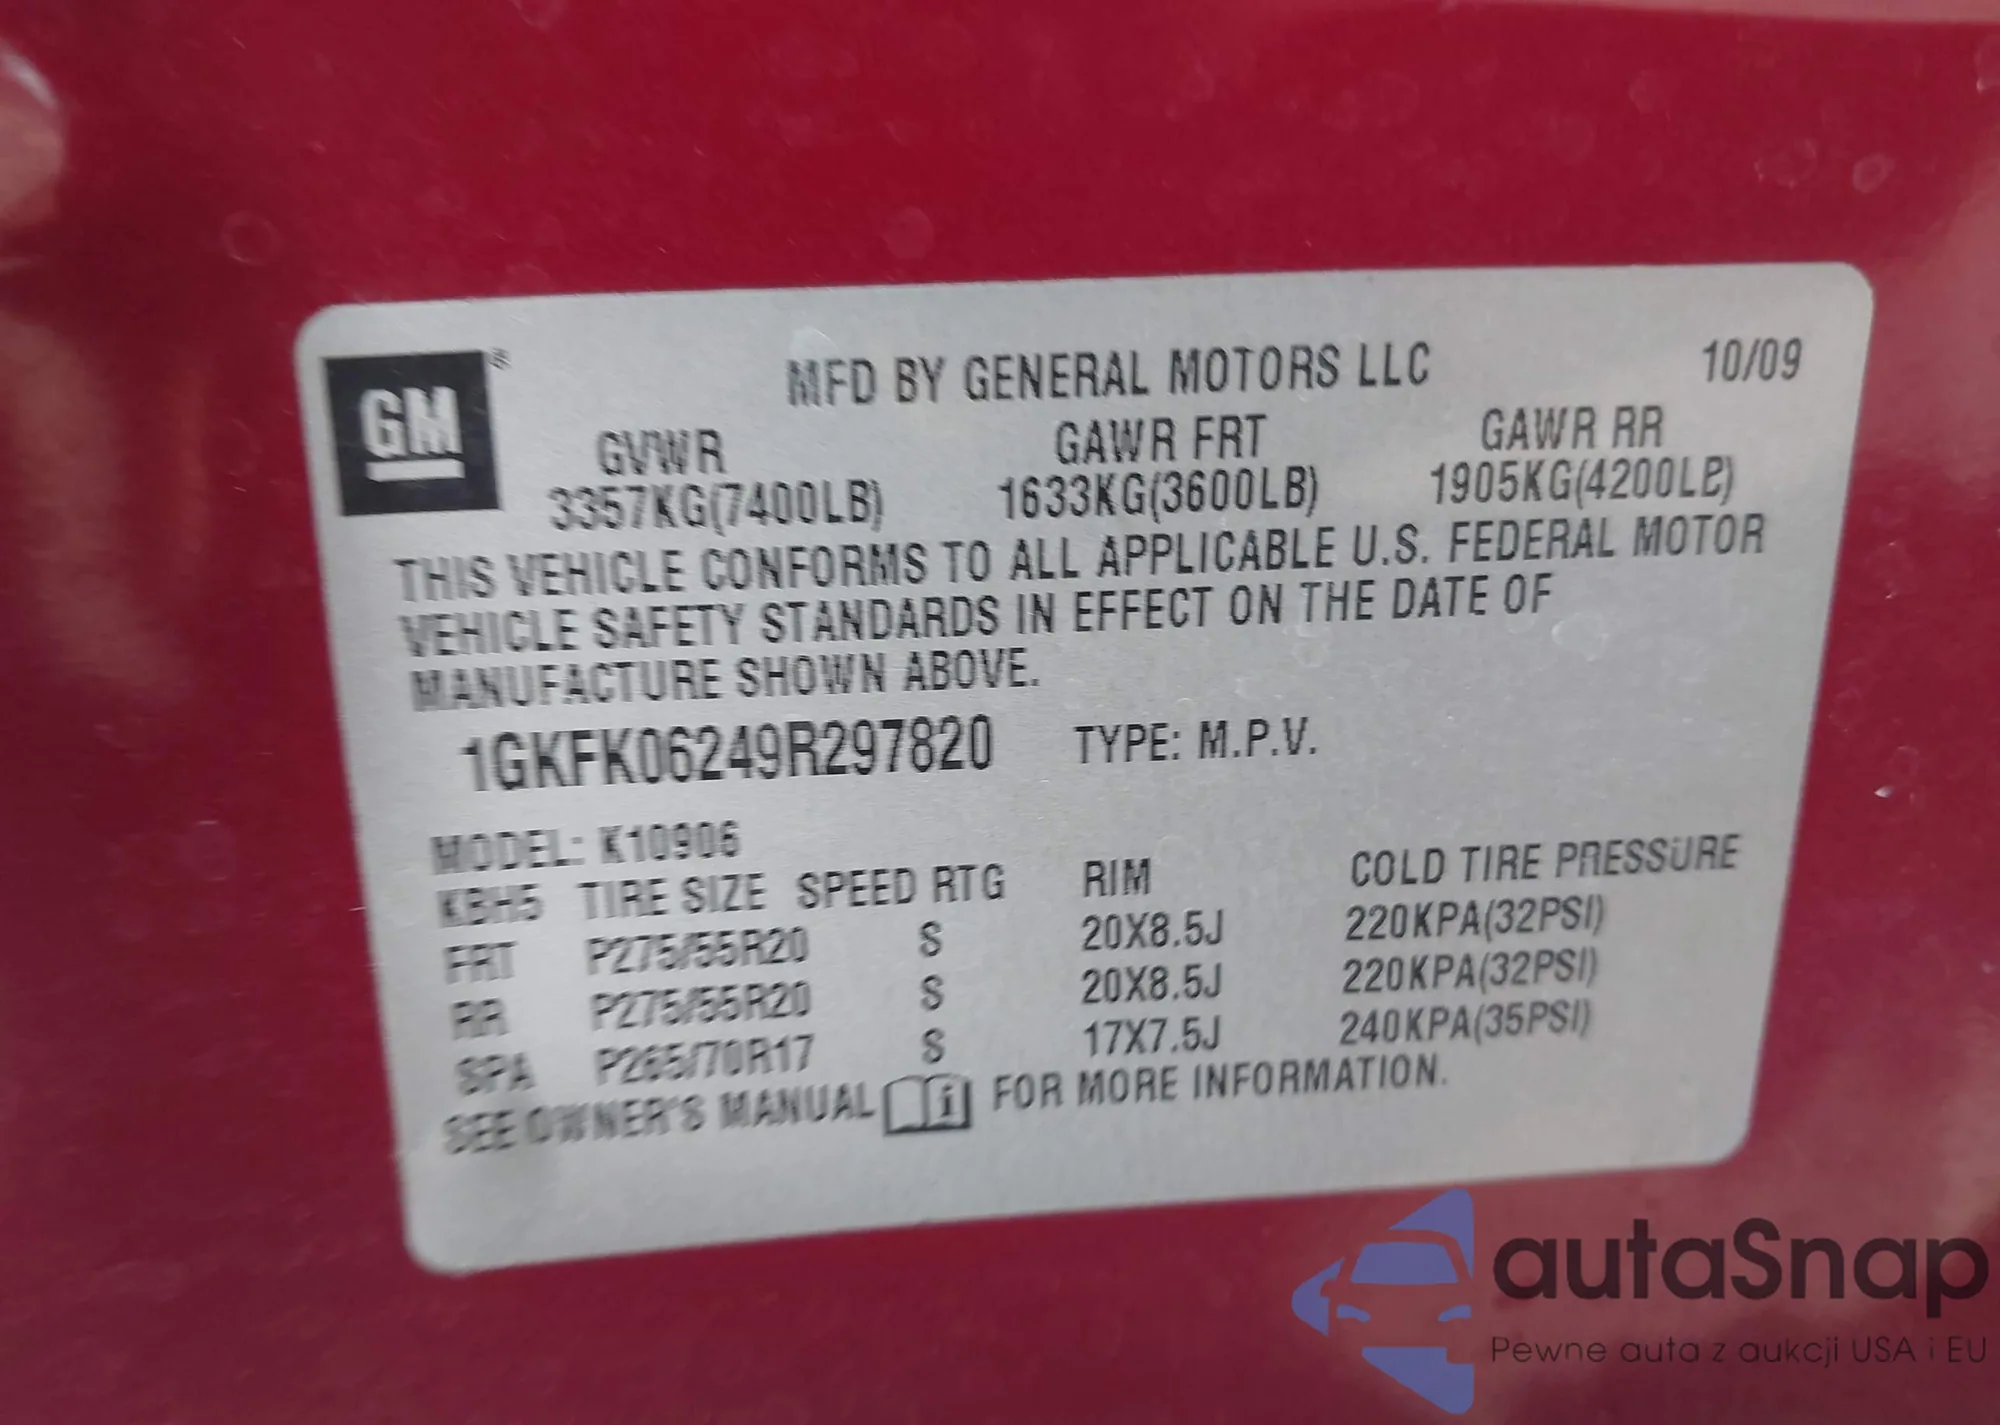 GM ®
MFD BY GENERAL MOTORS LLC 10/09
GVWR GAWR FRT GAWR RR
3357KG(7400LB) 1633KG(3600LB) 1905KG(4200LB)
THIS VEHICLE CONFORMS TO ALL APPLICABLE U.S. FEDERAL MOTOR
VEHICLE SAFETY STANDARDS IN EFFECT ON THE DATE OF
MANUFACTURE SHOWN ABOVE.
1GKFK06249R297820 TYPE: M.P.V.
MODEL: K10906
KBH5 TIRE SIZE SPEED RTG RIM COLD TIRE PRESSURE
FRT P275/55R20 S 20X8.5J 220KPA(32PSI)
RR P275/55R20 S 20X8.5J 220KPA(32PSI)
SPA P265/70R17 S 17X7.5J 240KPA(35PSI)
SEE OWNER'S MANUAL i FOR MORE INFORMATION.
autaSnap
Pewne auta z aukcji USA i EU